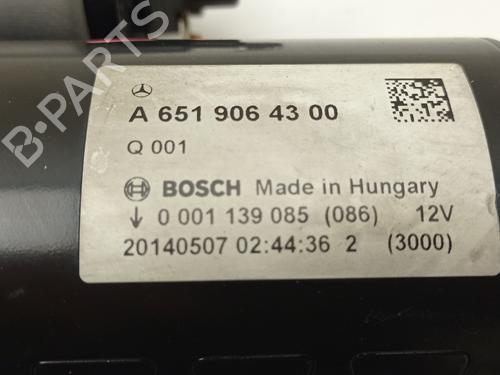 A 651 906 43 00
Q 001
BOSCH Made in Hungary
0 001 139 085 (086) 12V
20140507 02:44:36 2 (3000)
B-PARTS